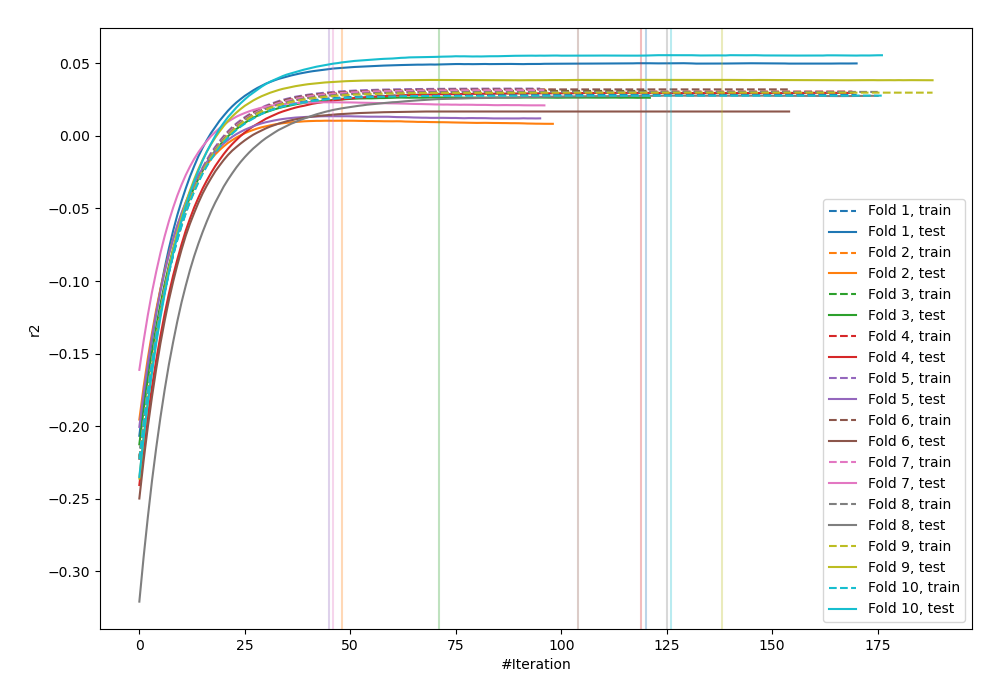 0.05
0.00
−0.05
−0.10
−0.15
−0.20
−0.25
−0.30
r2
0 25 50 75 100 125 150 175
#Iteration
Fold 1, train
Fold 1, test
Fold 2, train
Fold 2, test
Fold 3, train
Fold 3, test
Fold 4, train
Fold 4, test
Fold 5, train
Fold 5, test
Fold 6, train
Fold 6, test
Fold 7, train
Fold 7, test
Fold 8, train
Fold 8, test
Fold 9, train
Fold 9, test
Fold 10, train
Fold 10, test